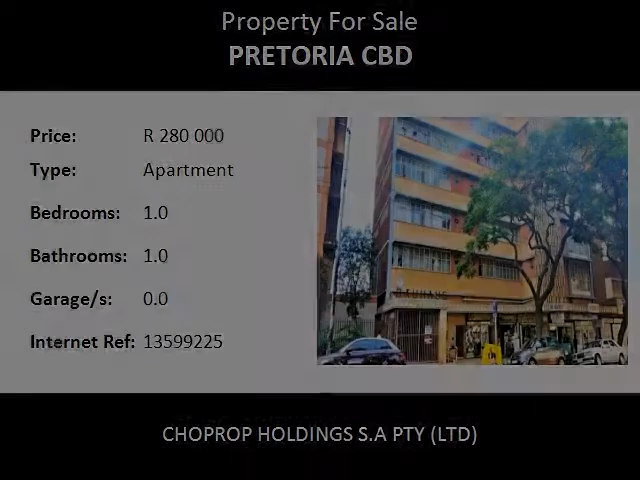 Property For Sale
PRETORIA CBD
Price: R 280 000
Type: Apartment
Bedrooms: 1.0
Bathrooms: 1.0
Garage/s: 0.0
Internet Ref: 13599225
CHOPROP HOLDINGS S.A PTY (LTD)